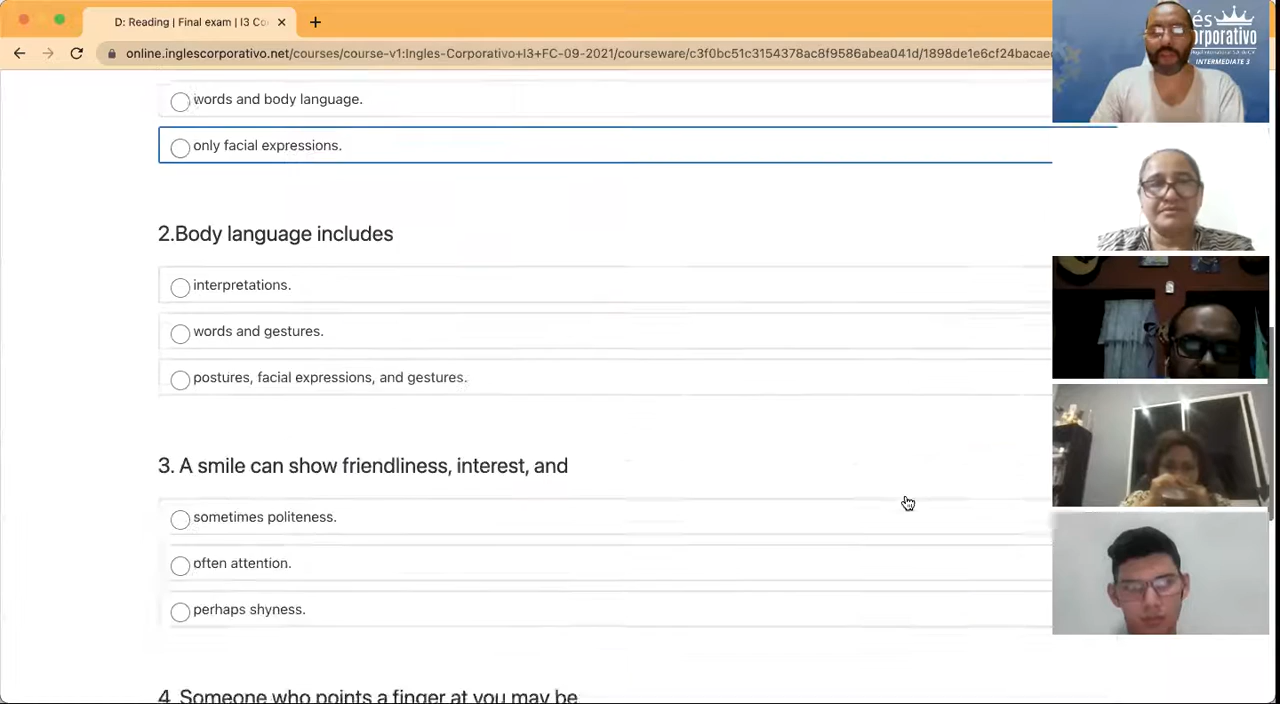 D: Reading | Final exam | I3 Co
online.inglescorporativo.net/courses/course-v1:Ingles-Corporativo+I3+FC-09-2021/courseware/c3f0bc51c3154378ac8f9586abea041d/1898de1e6cf24bacaec
INTERMEDIATE 3
words and body language.
only facial expressions.
2.Body language includes
interpretations.
words and gestures.
postures, facial expressions, and gestures.
3. A smile can show friendliness, interest, and
sometimes politeness.
often attention.
perhaps shyness.
4. Someone who points a finger at you may be